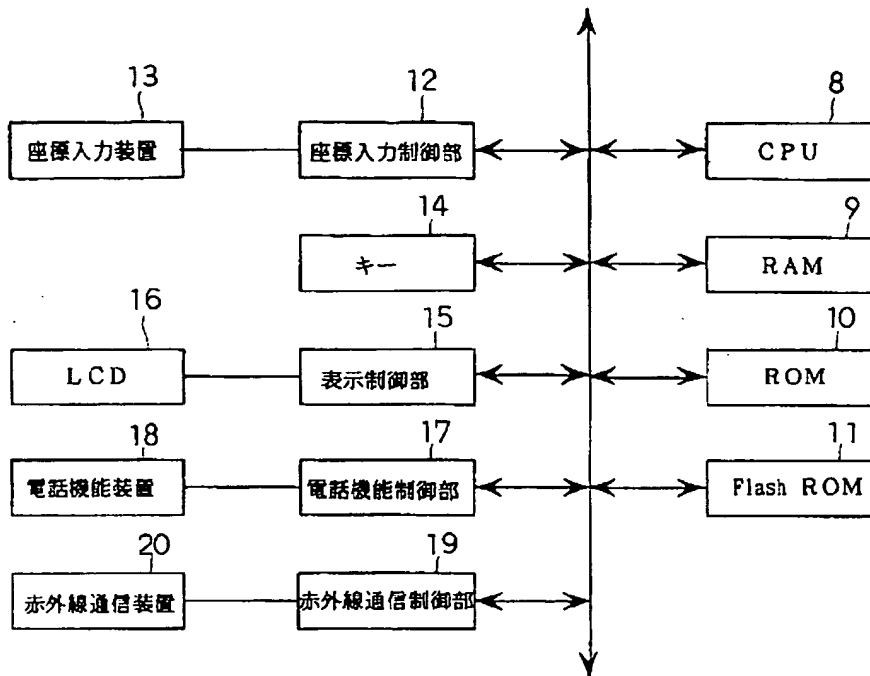 13
12
8
座標入力装置
座標入力制御部
CPU
14
9
キー
RAM
16
15
10
LCD
表示制御部
ROM
18
17
11
電話機能装置
電話機能制御部
Flash ROM
20
19
赤外線通信装置
赤外線通信制御部